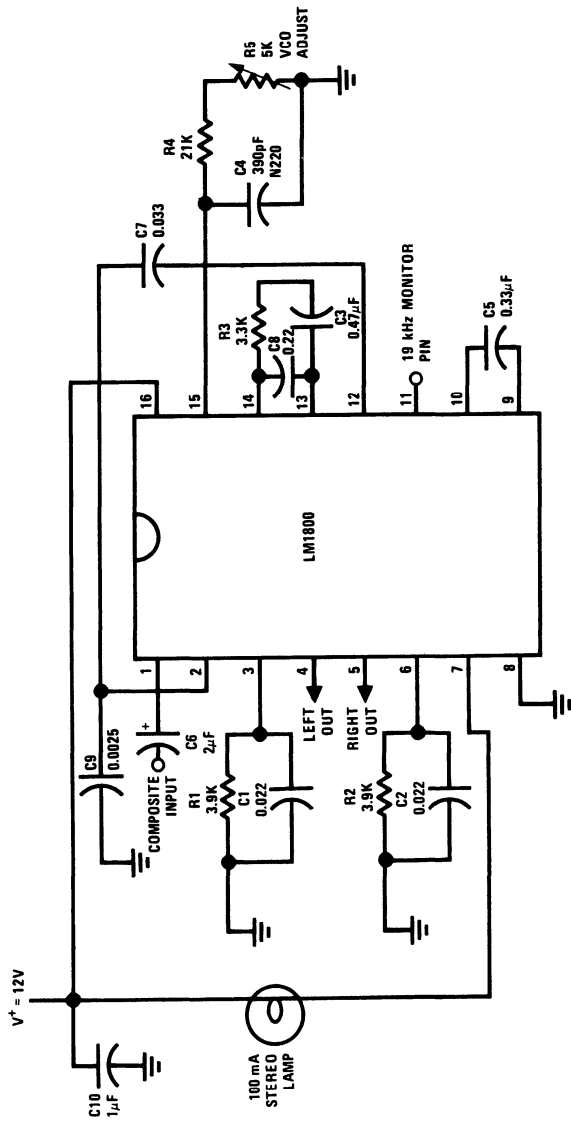 V⁺ = 12V
C10
1µF
100 mA
STEREO
LAMP
C9
0.0025
COMPOSITE
INPUT
+
C6
2µF
R1
3.9K
C1
0.022
LEFT
OUT
RIGHT
OUT
R2
3.9K
C2
0.022
1
2
3
4
5
6
7
8
LM1800
16
15
14
13
12
11
10
9
C7
0.033
R4
21K
R5
5K
VCO
ADJUST
C4
390pF
N220
R3
3.3K
C8
0.22
C3
0.47µF
19 kHz MONITOR
PIN
C5
0.33µF